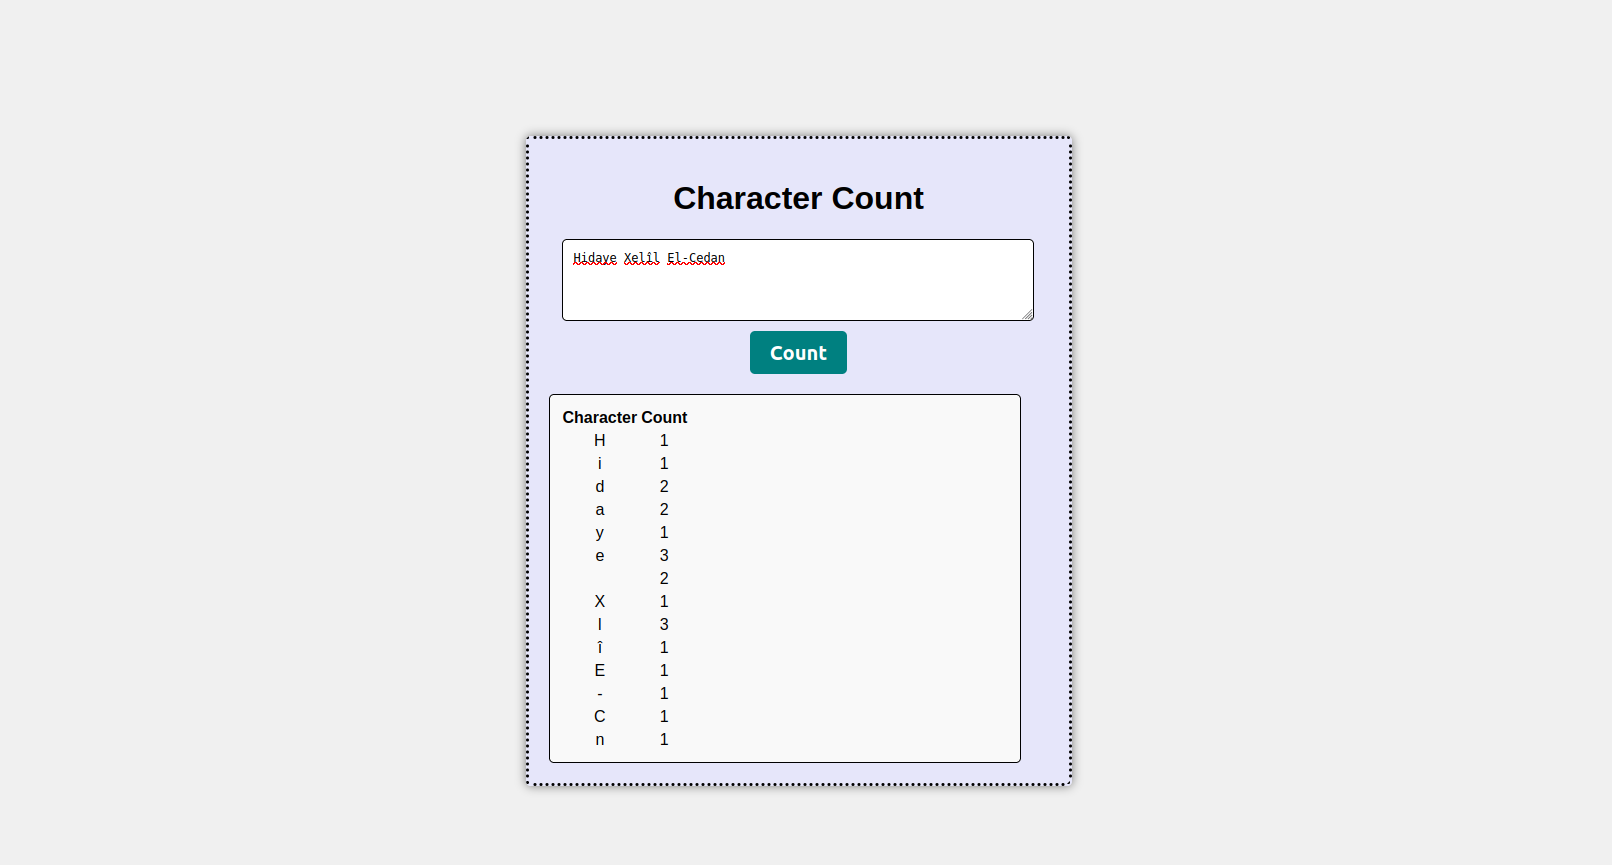 Character Count
Hidaye Xelîl El-Cedan
Count
Character Count
H 1
i 1
d 2
a 2
y 1
e 3
2
X 1
l 3
î 1
E 1
- 1
C 1
n 1